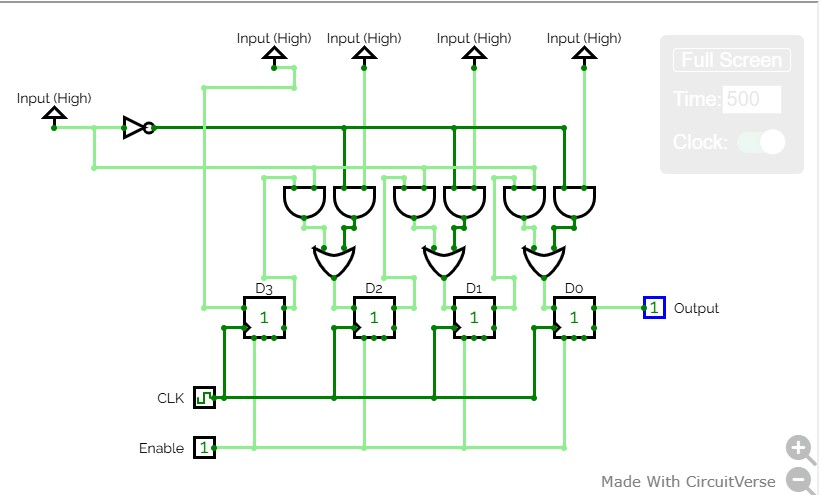 Input (High) Input (High) Input (High) Input (High)
Full Screen
Time: 500
Input (High)
Clock:
D3 D2 D1 D0
1 1 1 1 1 Output
CLK
Enable 1
Made With CircuitVerse